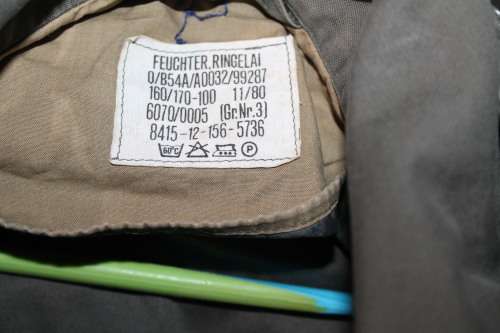 FEUCHTER.RINGELAI
0/B54A/A0032/99287
160/170-100 11/80
6070/0005 (Gr.Nr.3)
8415-12-156-5736
60°C P